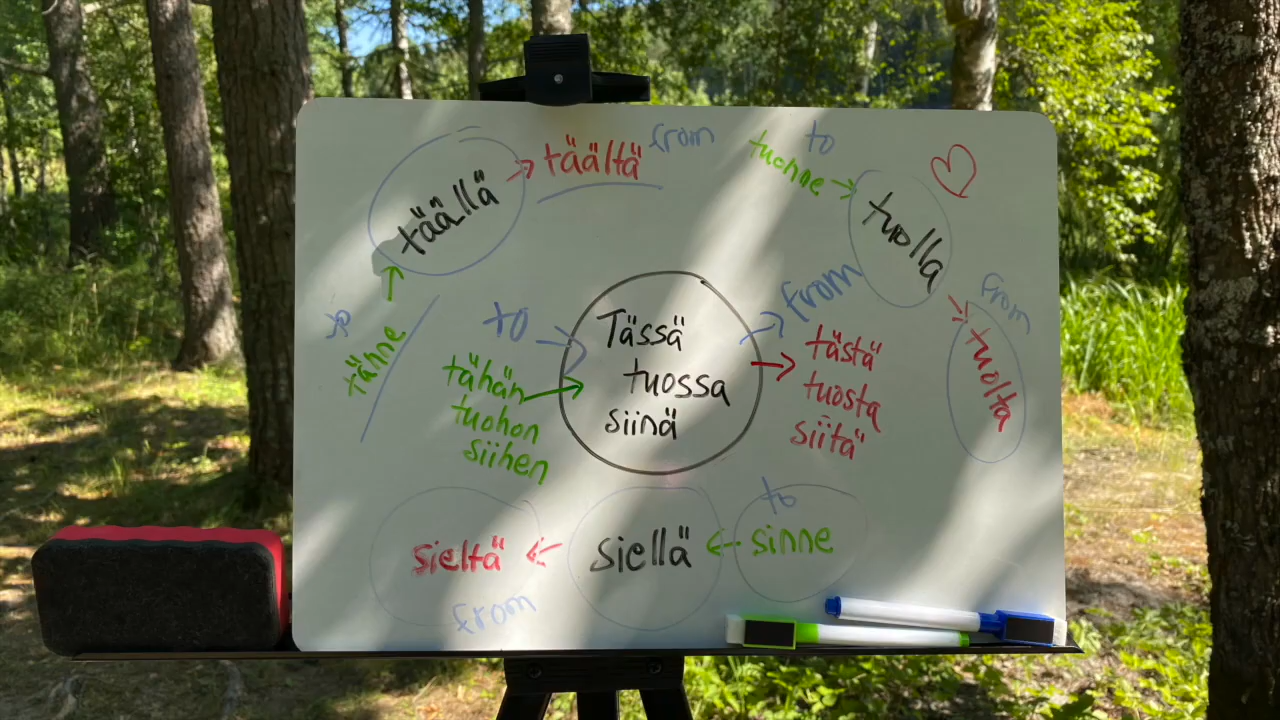 täällä
täältä
from
to
tänne
tuonne
to
tuolla
from
tuolta
to
tähän
tuohon
siihen
Tässä
tuossa
siinä
from
tästä
tuosta
siitä
sieltä
from
siellä
to
sinne